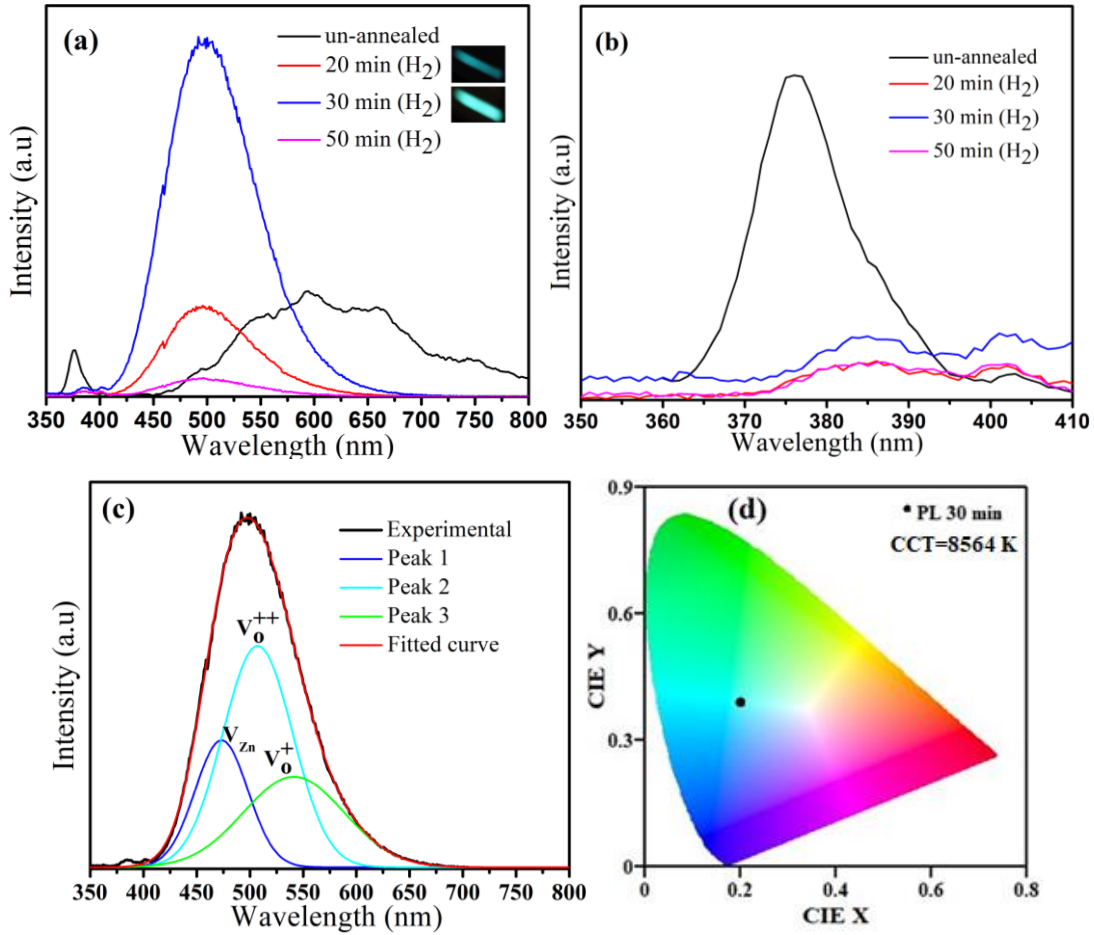 (a)
un-annealed
20 min (H2)
30 min (H2)
50 min (H2)
Intensity (a.u)
350 400 450 500 550 600 650 700 750 800
Wavelength (nm)
(b)
un-annealed
20 min (H2)
30 min (H2)
50 min (H2)
Intensity (a.u)
350 360 370 380 390 400 410
Wavelength (nm)
(c)
Experimental
Peak 1
Peak 2
Peak 3
Fitted curve
Vo++
VZn
Vo+
Intensity (a.u)
350 400 450 500 550 600 650 700 750 800
Wavelength (nm)
(d)
PL 30 min
CCT=8564 K
0.9
0.6
0.3
0
CIE Y
0 0.2 0.4 0.6 0.8
CIE X